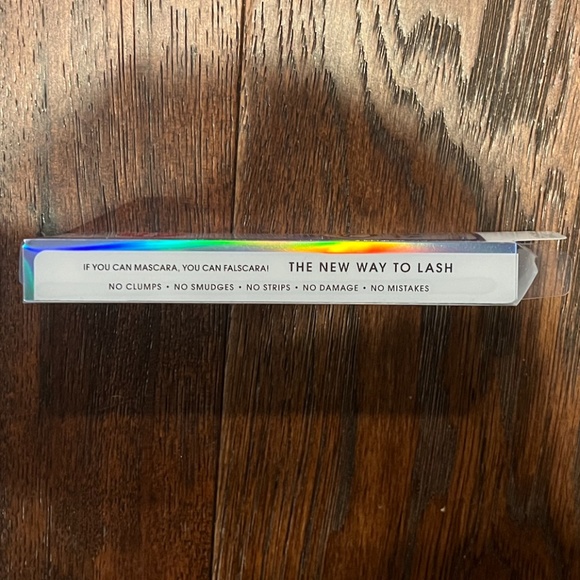 IF YOU CAN MASCARA, YOU CAN FALSCARA! THE NEW WAY TO LASH
NO CLUMPS • NO SMUDGES • NO STRIPS • NO DAMAGE • NO MISTAKES